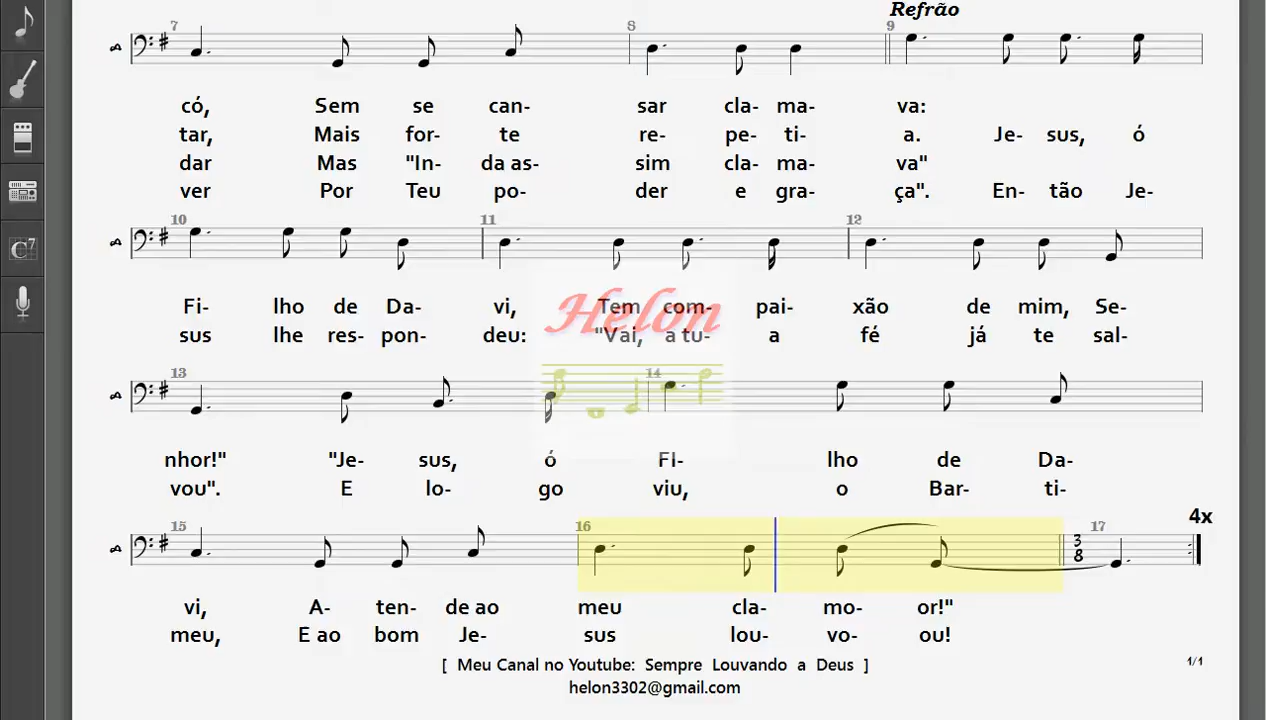 Refrão
7 8 9
có, Sem se can- sar cla- ma- va:
tar, Mais for- te re- pe- ti- a. Je- sus, ó
dar Mas "In- da as- sim cla- ma- va"
ver Por Teu po- der e gra- ça". En- tão Je-
10 11 12
Fi- lho de Da- vi, Tem com- pai- xão de mim, Se-
sus lhe res- pon- deu: "Vai, a tu- a fé já te sal-
Helon
13 14
nhor!" "Je- sus, ó FI- lho de Da-
vou". E lo- go viu, o Bar- ti-
15 16 17 4x
3
8
vi, A- ten- de ao meu cla- mo- or!"
meu, E ao bom Je- sus lou- vo- ou!
[ Meu Canal no Youtube: Sempre Louvando a Deus ] 1/1
helon3302@gmail.com
C7